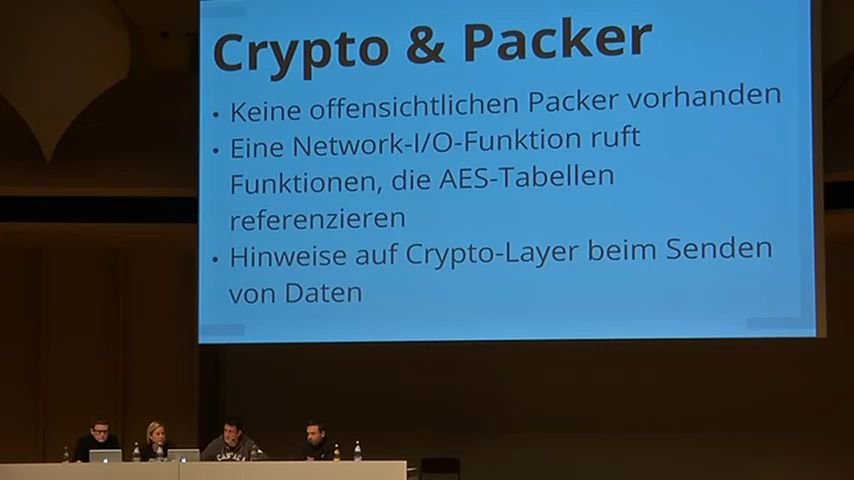 Crypto & Packer
• Keine offensichtlichen Packer vorhanden
• Eine Network-I/O-Funktion ruft
Funktionen, die AES-Tabellen
referenzieren
• Hinweise auf Crypto-Layer beim Senden
von Daten